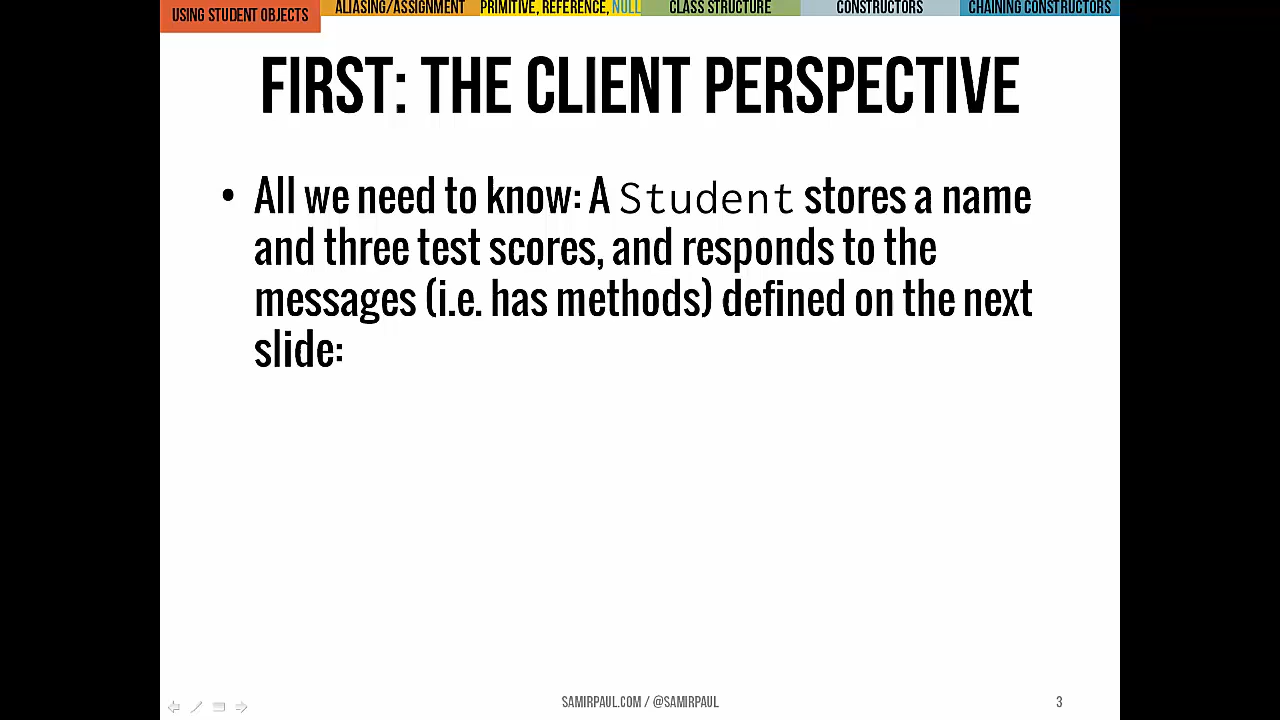 USING STUDENT OBJECTS
ALIASING/ASSIGNMENT
PRIMITIVE, REFERENCE, NULL
CLASS STRUCTURE
CONSTRUCTORS
CHAINING CONSTRUCTORS
FIRST: THE CLIENT PERSPECTIVE
• All we need to know: A Student stores a name
and three test scores, and responds to the
messages (i.e. has methods) defined on the next
slide:
SAMIRPAUL.COM / @SAMIRPAUL
3